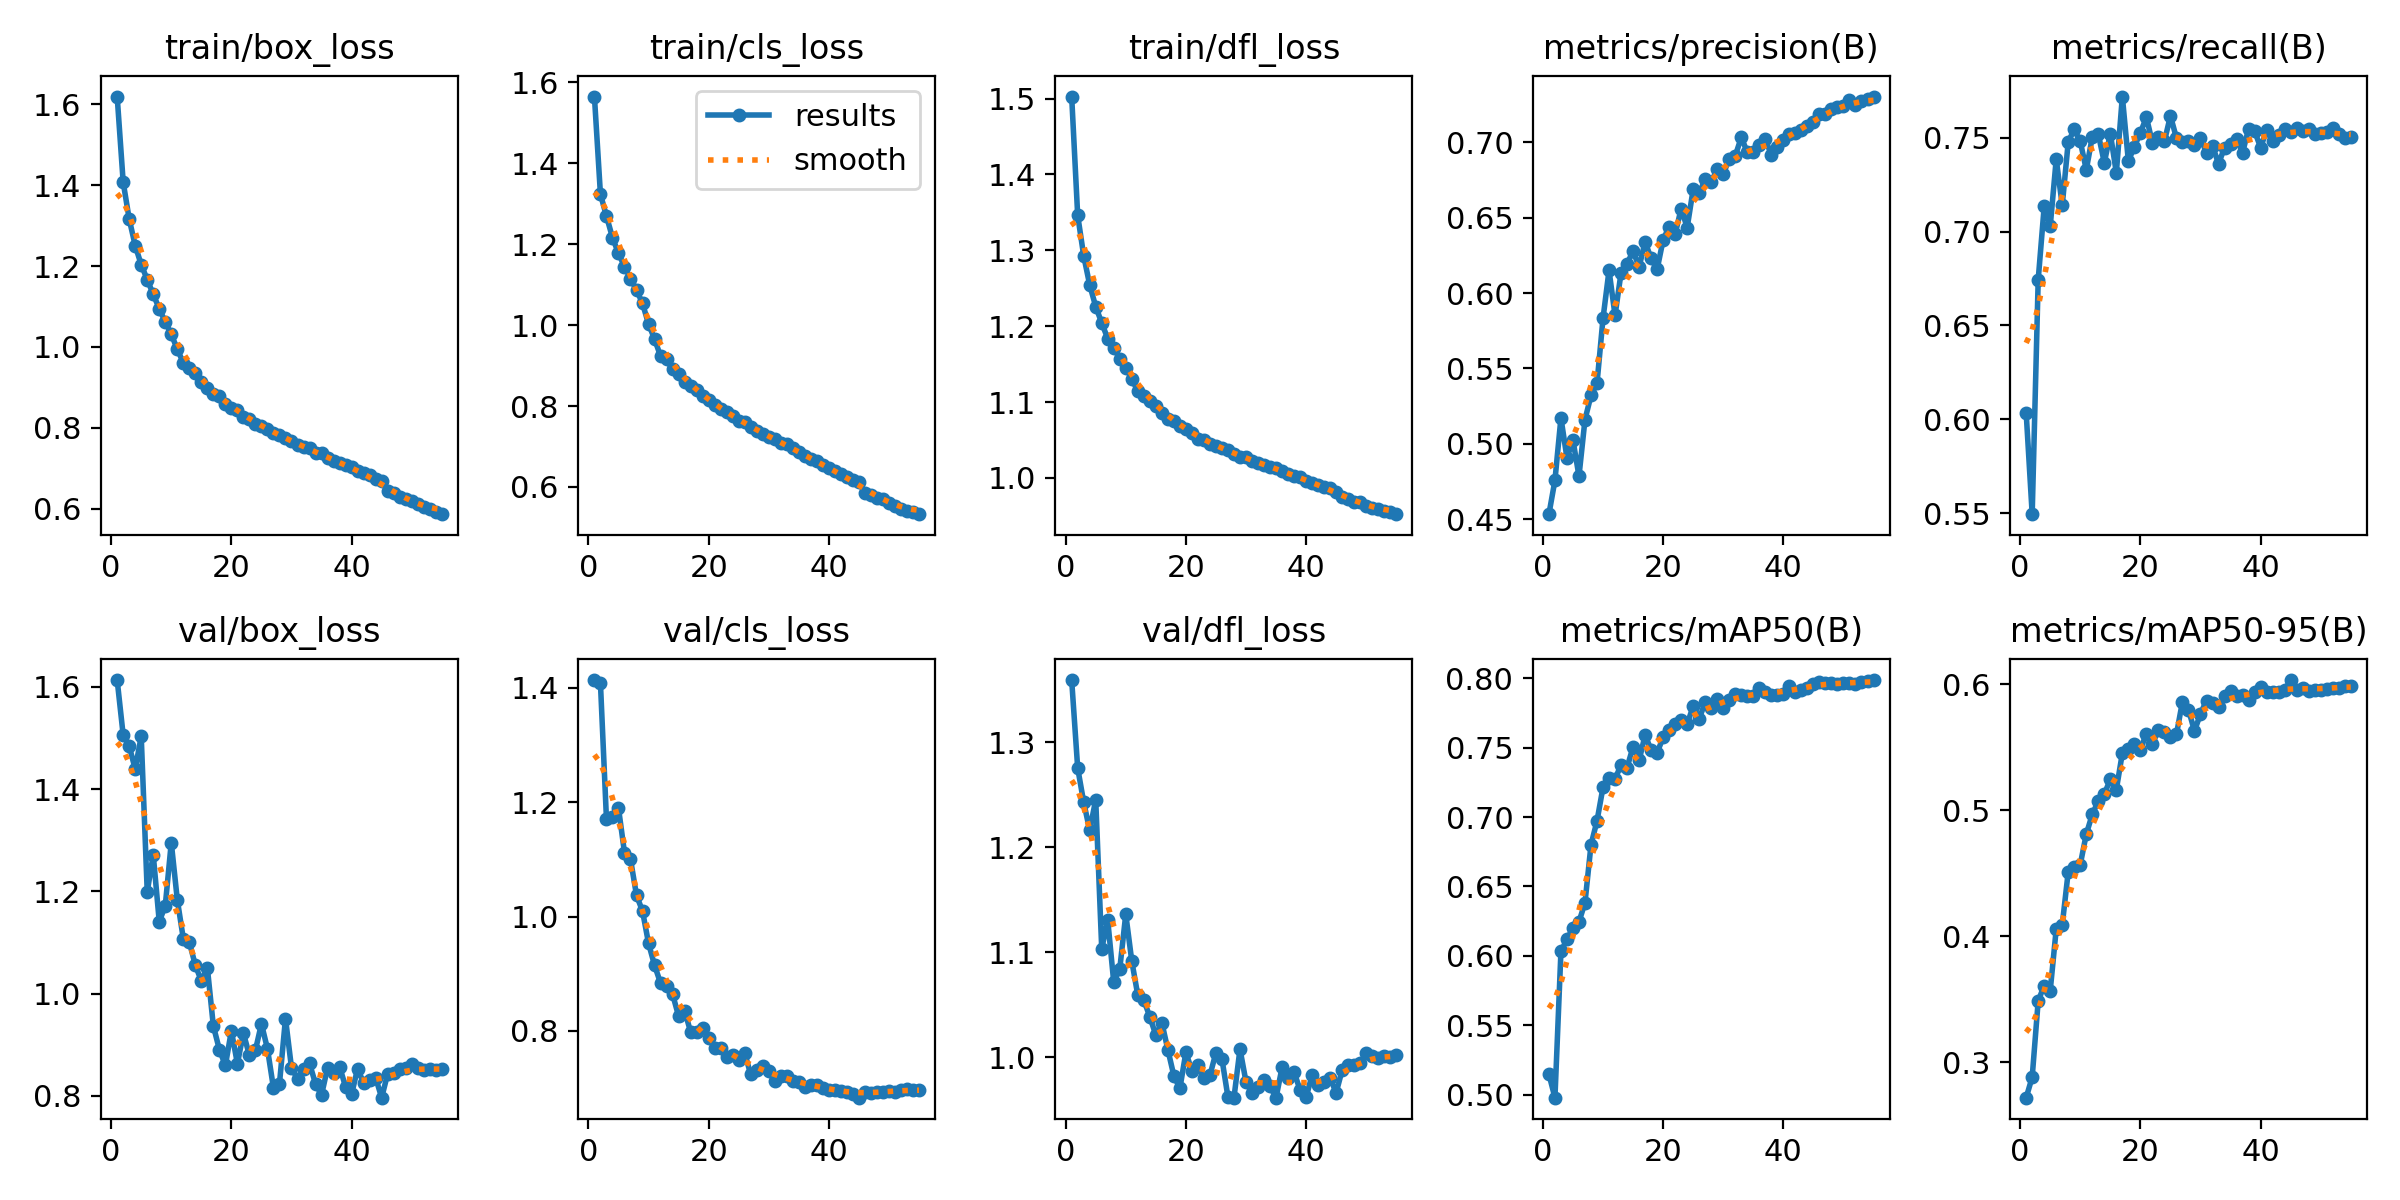 train/box_loss
1.6
1.4
1.2
1.0
0.8
0.6
0 20 40
train/cls_loss
results
smooth
1.6
1.4
1.2
1.0
0.8
0.6
0 20 40
train/dfl_loss
1.5
1.4
1.3
1.2
1.1
1.0
0 20 40
metrics/precision(B)
0.70
0.65
0.60
0.55
0.50
0.45
0 20 40
metrics/recall(B)
0.75
0.70
0.65
0.60
0.55
0 20 40
val/box_loss
1.6
1.4
1.2
1.0
0.8
0 20 40
val/cls_loss
1.4
1.2
1.0
0.8
0 20 40
val/dfl_loss
1.3
1.2
1.1
1.0
0 20 40
metrics/mAP50(B)
0.80
0.75
0.70
0.65
0.60
0.55
0.50
0 20 40
metrics/mAP50-95(B)
0.6
0.5
0.4
0.3
0 20 40